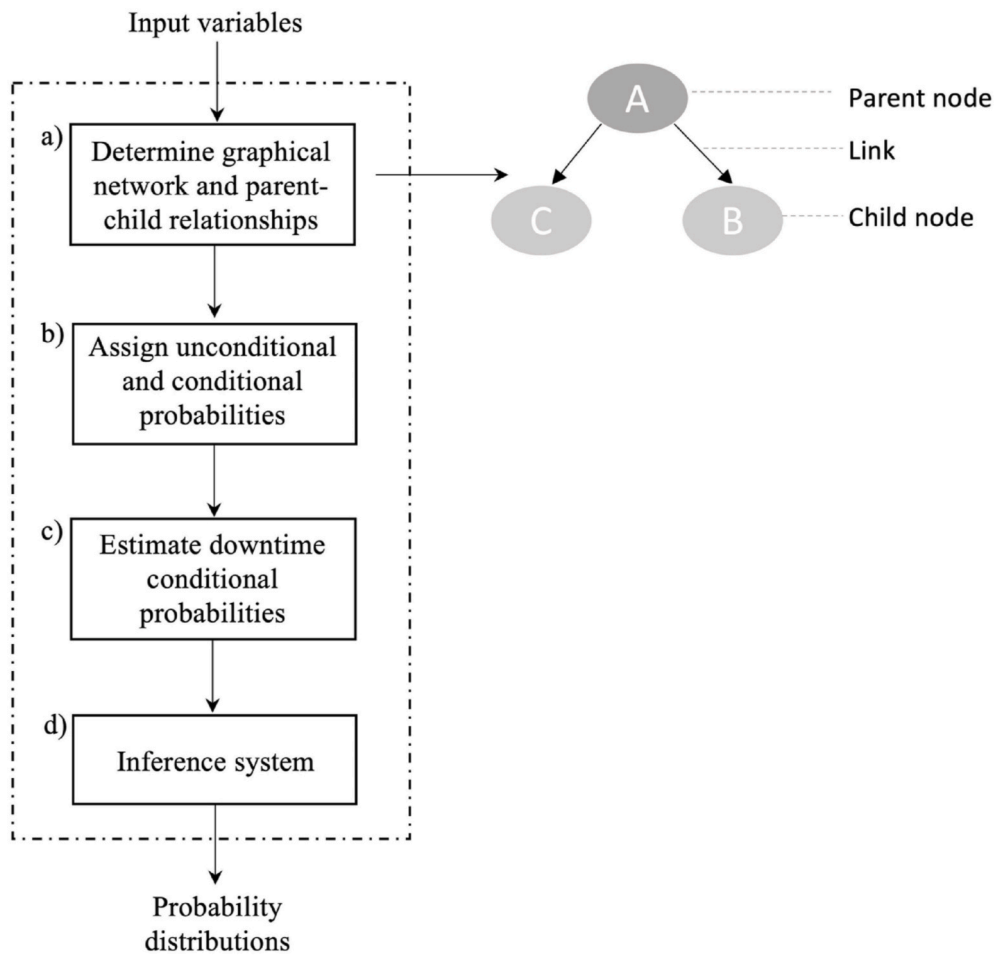 Input variables
a)
Determine graphical
network and parent-
child relationships
A
C
B
Parent node
Link
Child node
b)
Assign unconditional
and conditional
probabilities
c)
Estimate downtime
conditional
probabilities
d)
Inference system
Probability
distributions